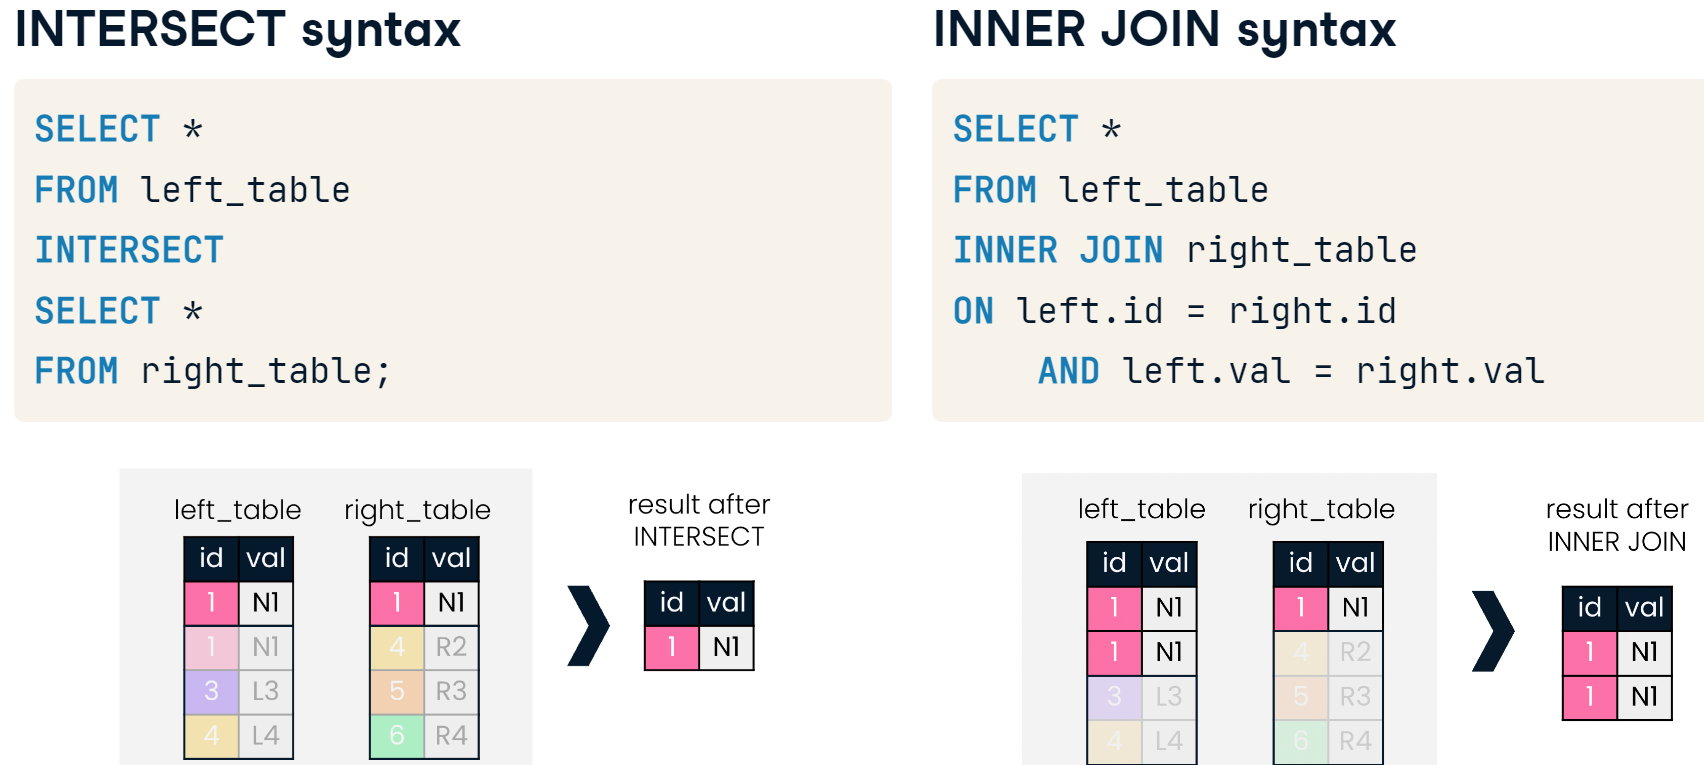 INTERSECT syntax
SELECT *
FROM left_table
INTERSECT
SELECT *
FROM right_table;
left_table right_table
id val id val
1 N1 1 N1
1 N1 4 R2
3 L3 5 R3
4 L4 6 R4
result after
INTERSECT
id val
1 N1
INNER JOIN syntax
SELECT *
FROM left_table
INNER JOIN right_table
ON left.id = right.id
AND left.val = right.val
left_table right_table
id val id val
1 N1 1 N1
1 N1 4 R2
3 L3 5 R3
4 L4 6 R4
result after
INNER JOIN
id val
1 N1
1 N1